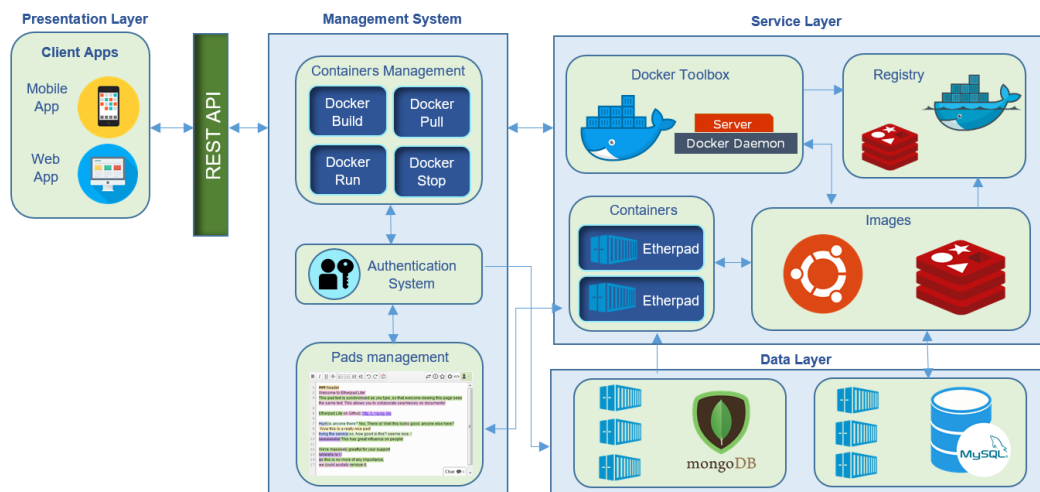 Presentation Layer
Client Apps
Mobile
App
Web
App
REST API
Management System
Containers Management
Docker
Build
Docker
Pull
Docker
Run
Docker
Stop
Authentication
System
Pads management
Service Layer
Docker Toolbox
Server
Docker Daemon
Registry
Containers
Etherpad
Etherpad
Images
Data Layer
mongoDB
MySQL